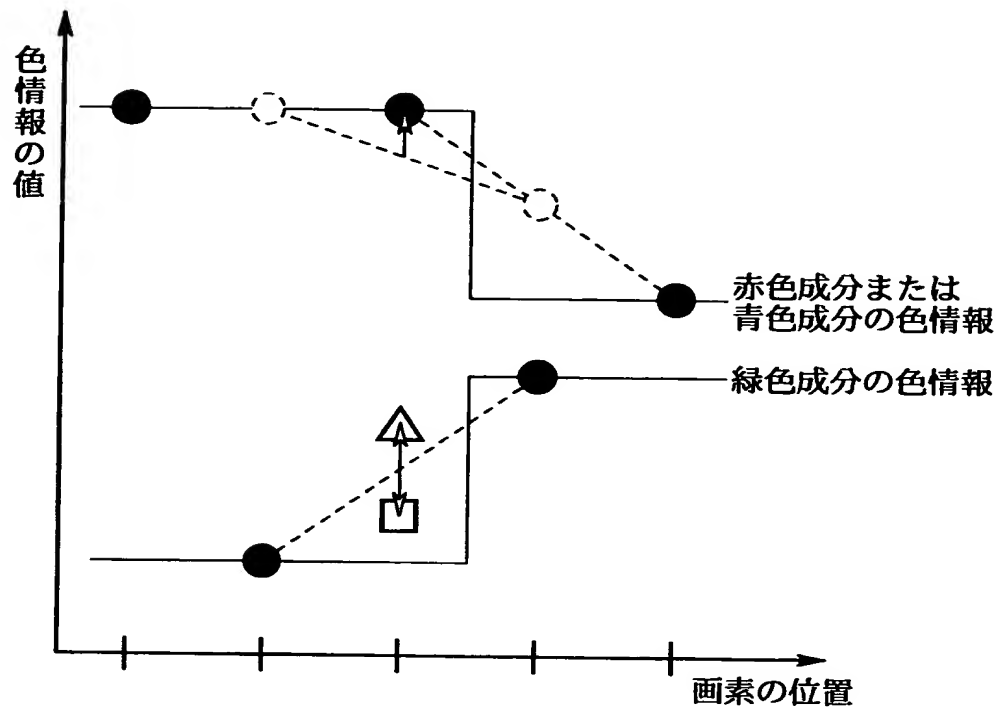 色情報の値
赤色成分または
青色成分の色情報
緑色成分の色情報
画素の位置